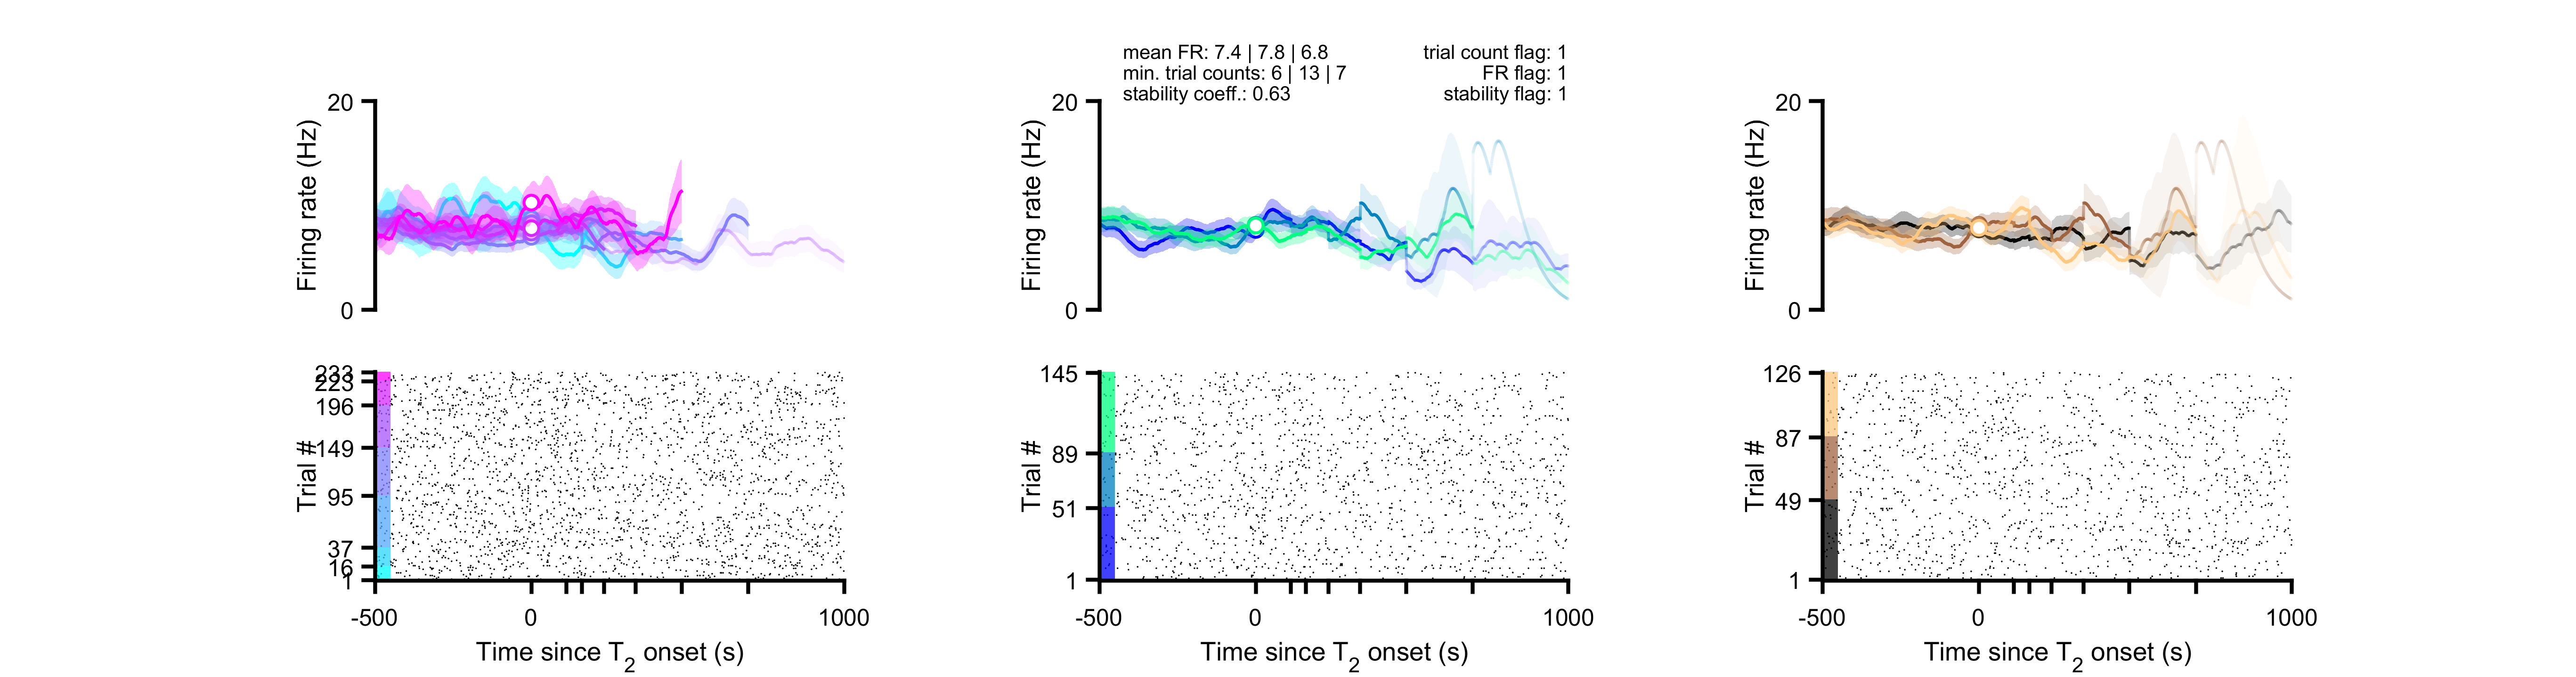 mean FR: 7.4 | 7.8 | 6.8
min. trial counts: 6 | 13 | 7
stability coeff.: 0.63
trial count flag: 1
FR flag: 1
stability flag: 1
20
Firing rate (Hz)
0
20
Firing rate (Hz)
0
20
Firing rate (Hz)
0
233
223
196
149
95
37
16
1
Trial #
-500
0
1000
Time since T2 onset (s)
145
89
51
1
Trial #
-500
0
1000
Time since T2 onset (s)
126
87
49
1
Trial #
-500
0
1000
Time since T2 onset (s)